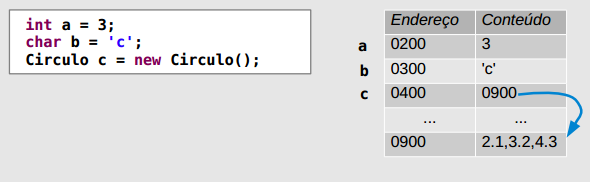 int a = 3;
char b = 'c';
Circulo c = new Circulo();
Endereço Conteúdo
a 0200 3
b 0300 'c'
c 0400 0900
... ...
0900 2.1,3.2,4.3